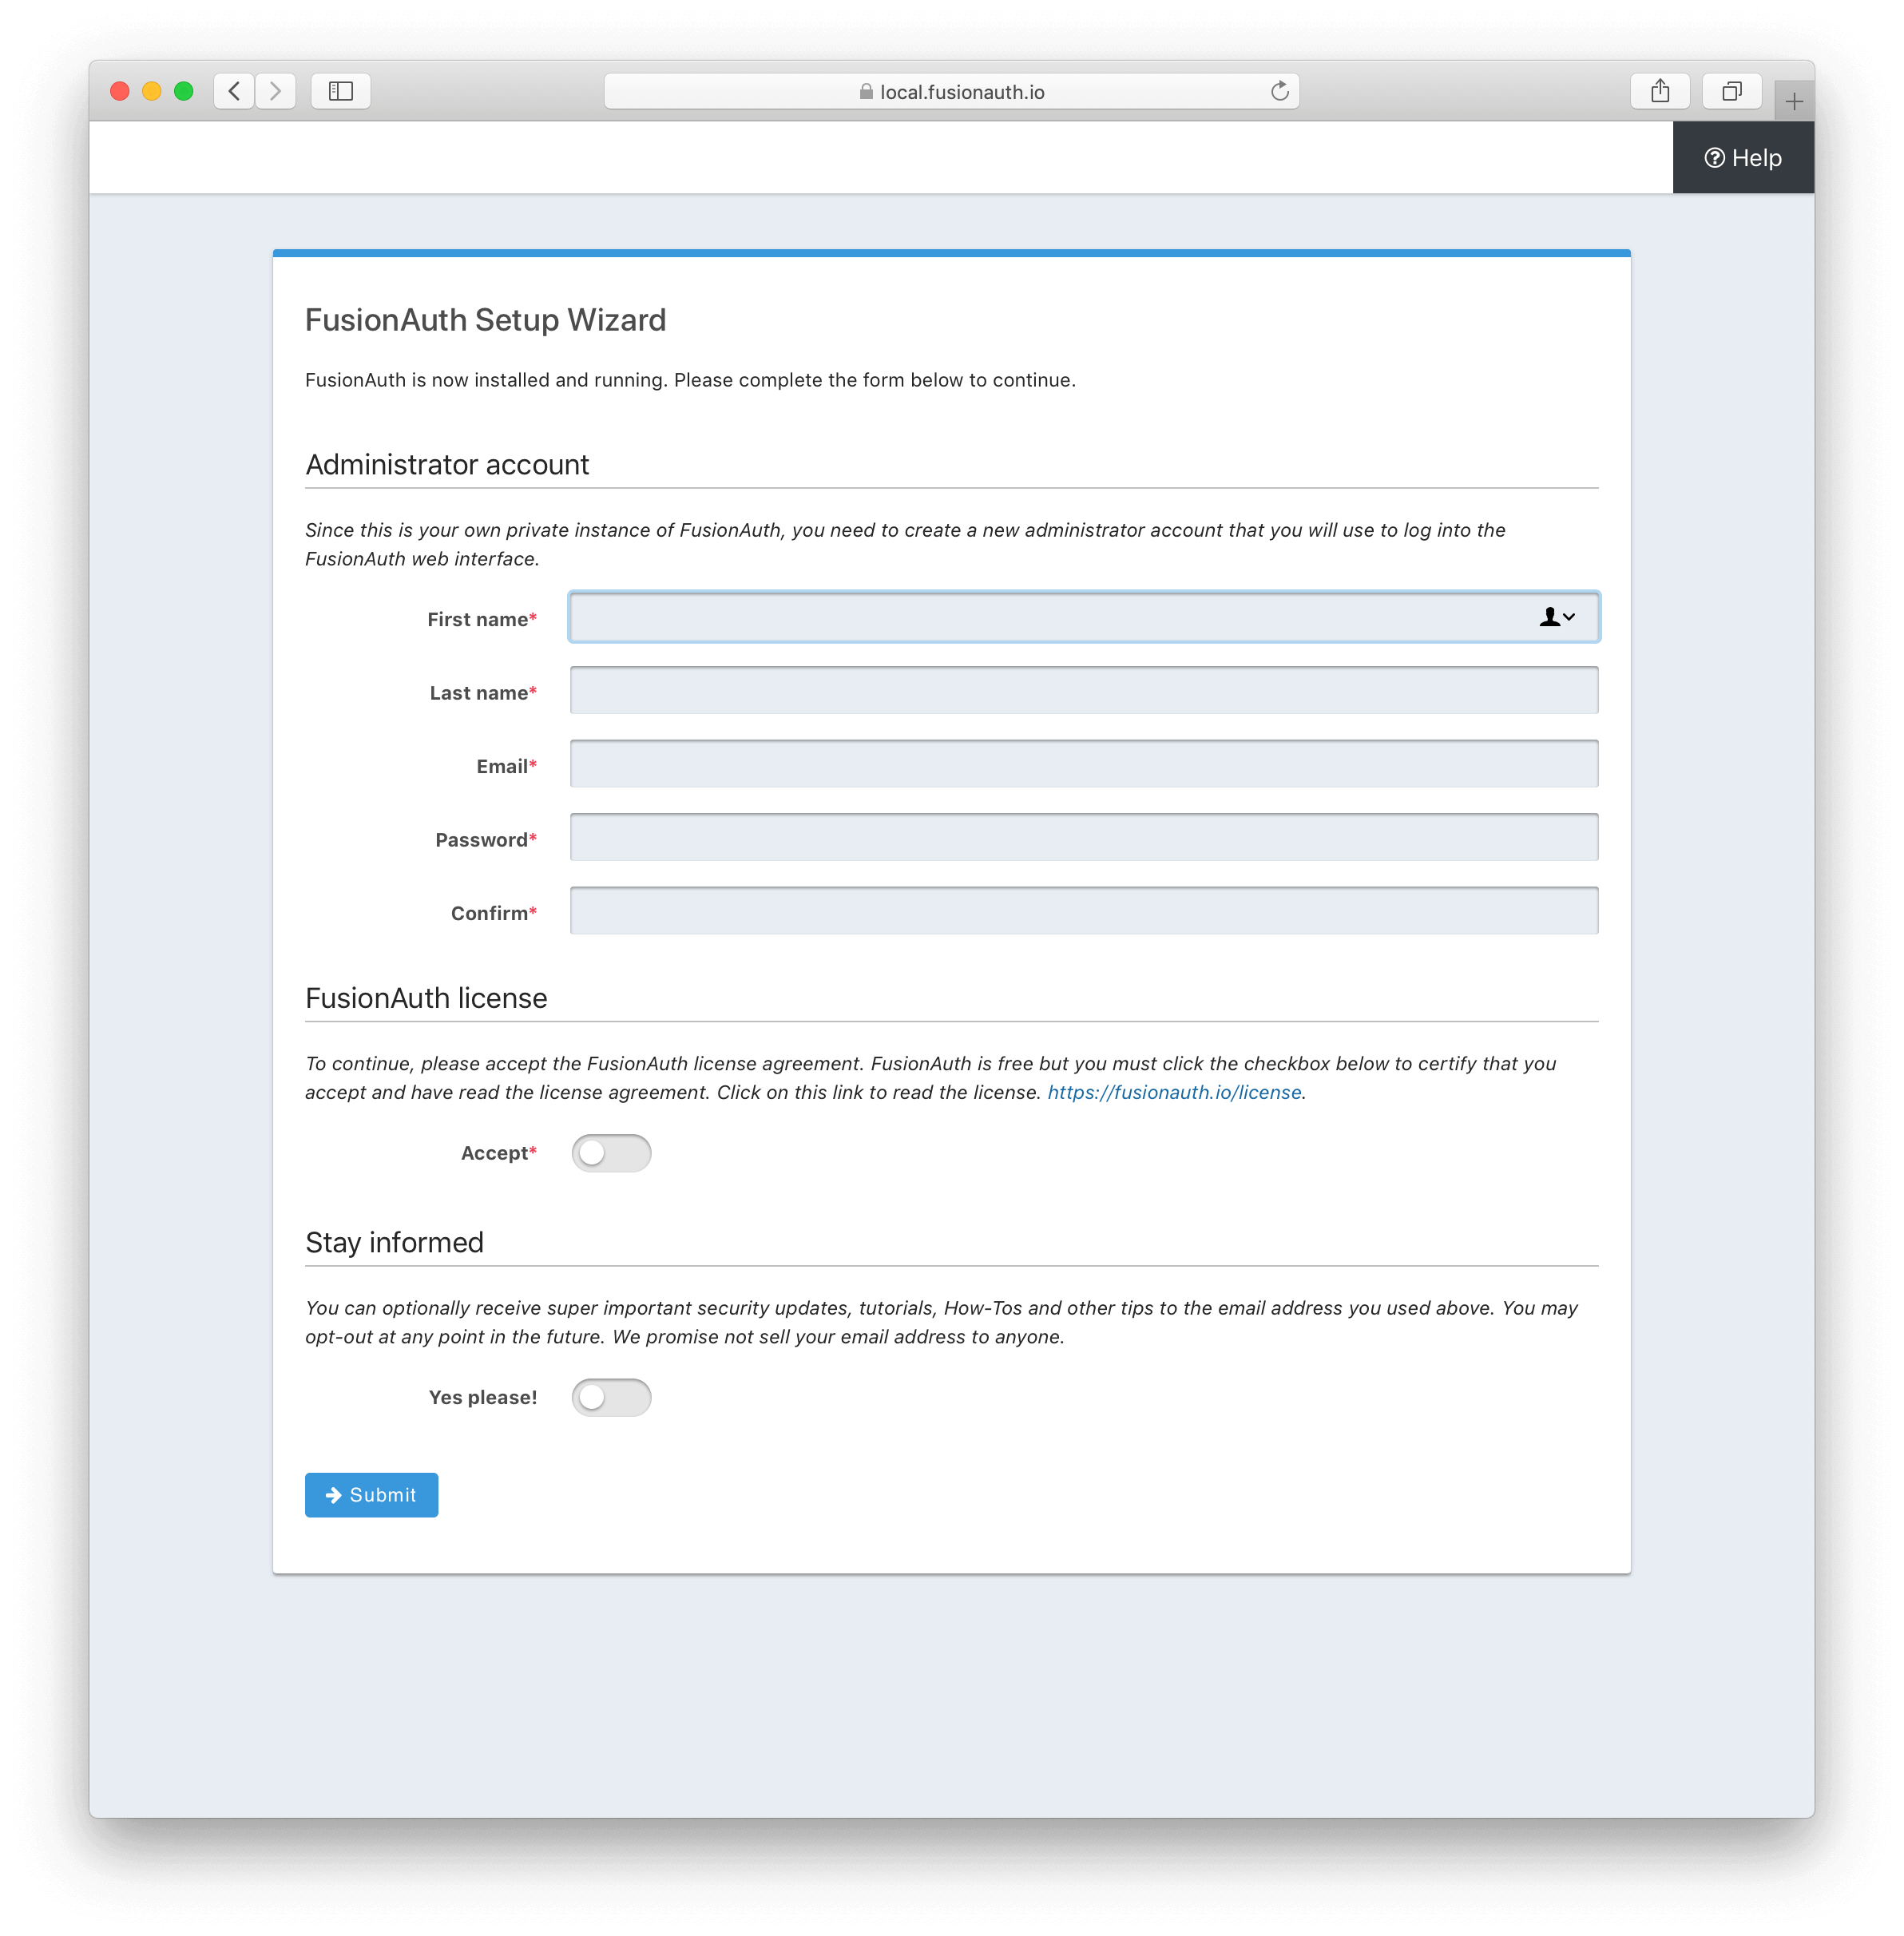 local.fusionauth.io
Help
FusionAuth Setup Wizard
FusionAuth is now installed and running. Please complete the form below to continue.
Administrator account
Since this is your own private instance of FusionAuth, you need to create a new administrator account that you will use to log into the
FusionAuth web interface.
First name*
Last name*
Email*
Password*
Confirm*
FusionAuth license
To continue, please accept the FusionAuth license agreement. FusionAuth is free but you must click the checkbox below to certify that you
accept and have read the license agreement. Click on this link to read the license. https://fusionauth.io/license.
Accept*
Stay informed
You can optionally receive super important security updates, tutorials, How-Tos and other tips to the email address you used above. You may
opt-out at any point in the future. We promise not sell your email address to anyone.
Yes please!
Submit